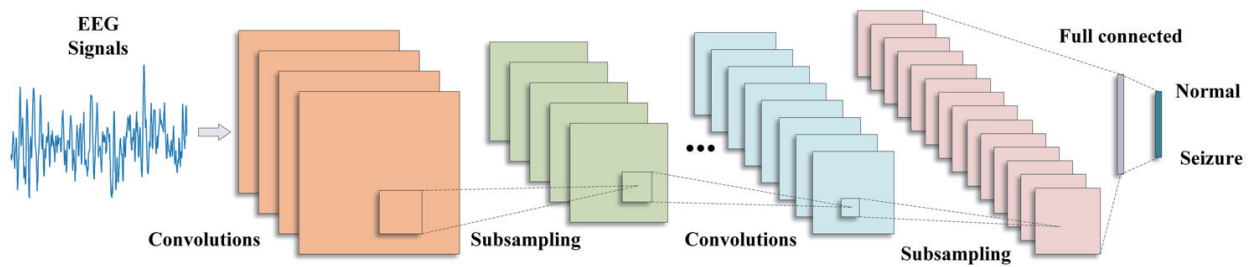 EEG
Signals
Convolutions
Subsampling
•••
Convolutions
Subsampling
Full connected
Normal
Seizure